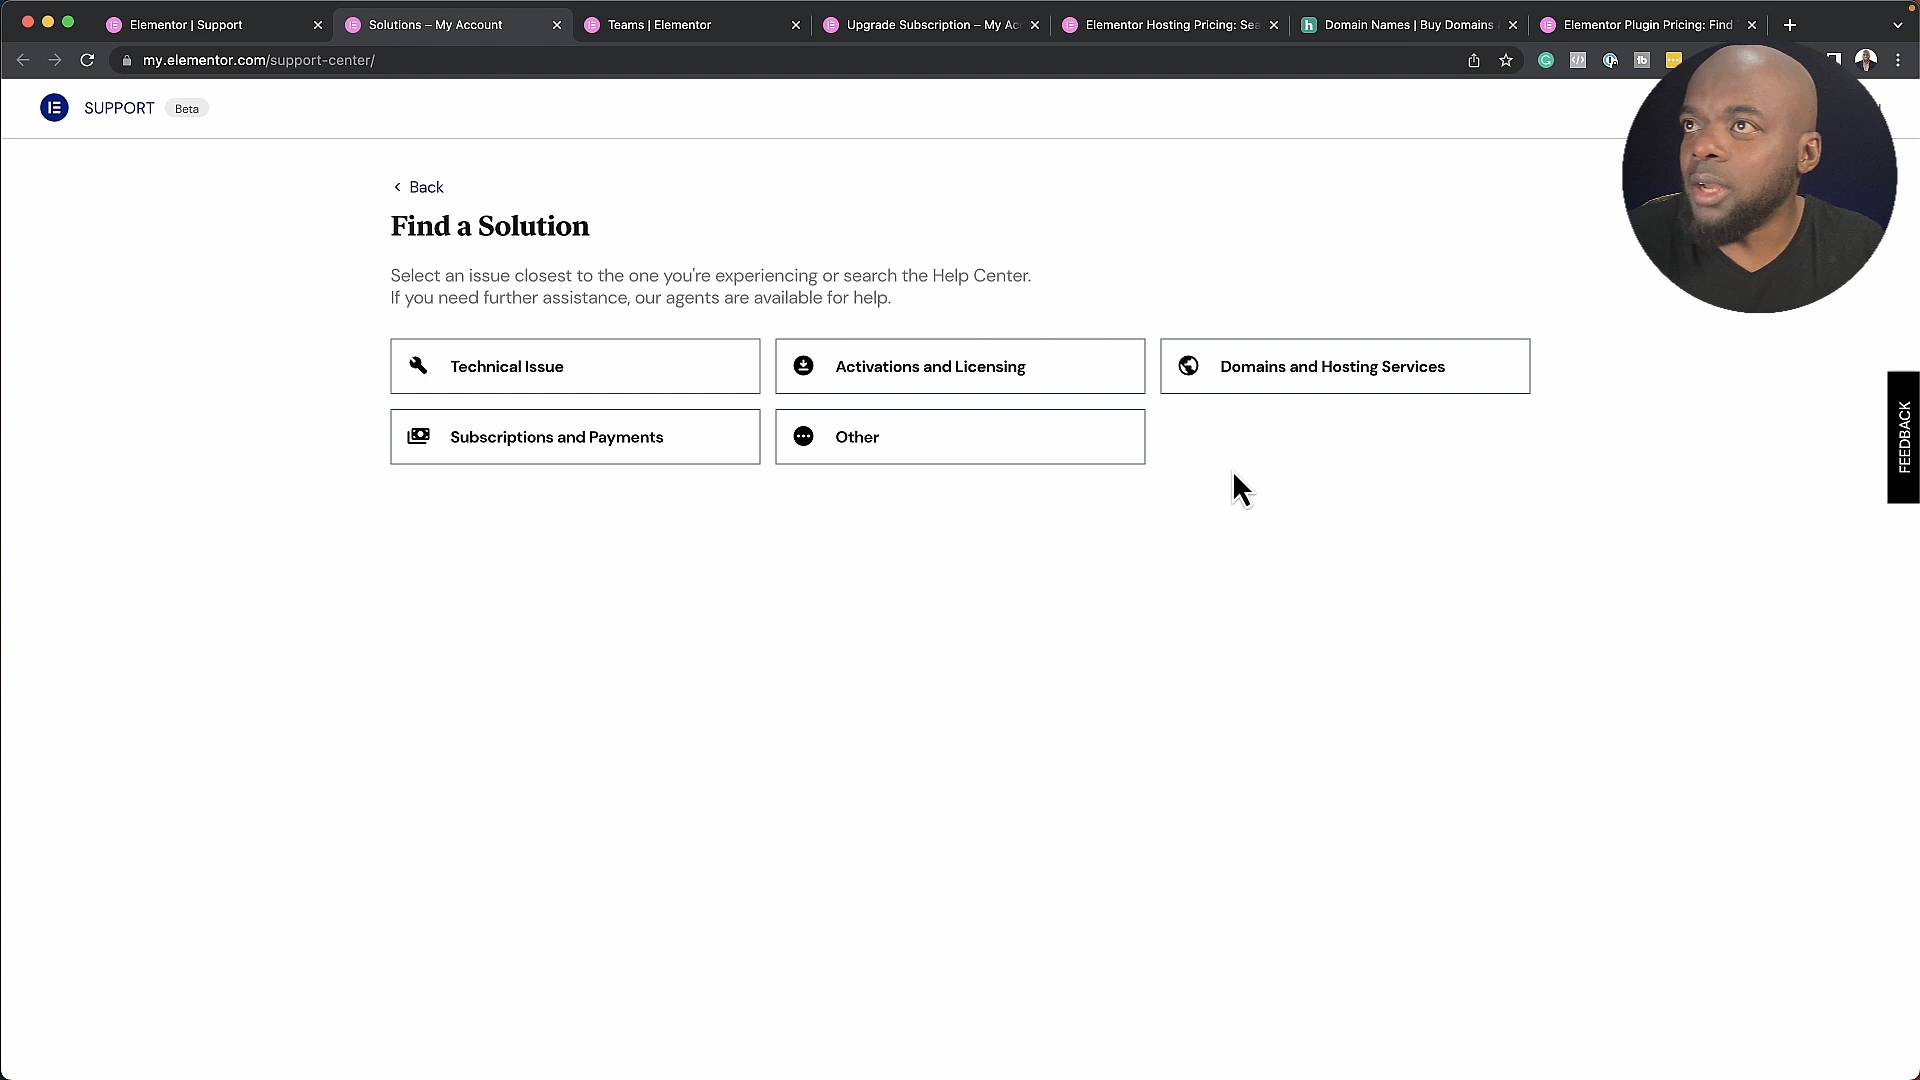 Elementor | Support
Solutions – My Account
Teams | Elementor
Upgrade Subscription – My Ac
Elementor Hosting Pricing: Sea
Domain Names | Buy Domains
Elementor Plugin Pricing: Find
my.elementor.com/support-center/
SUPPORT Beta
Back
Find a Solution
Select an issue closest to the one you're experiencing or search the Help Center.
If you need further assistance, our agents are available for help.
Technical Issue
Activations and Licensing
Domains and Hosting Services
Subscriptions and Payments
Other
FEEDBACK